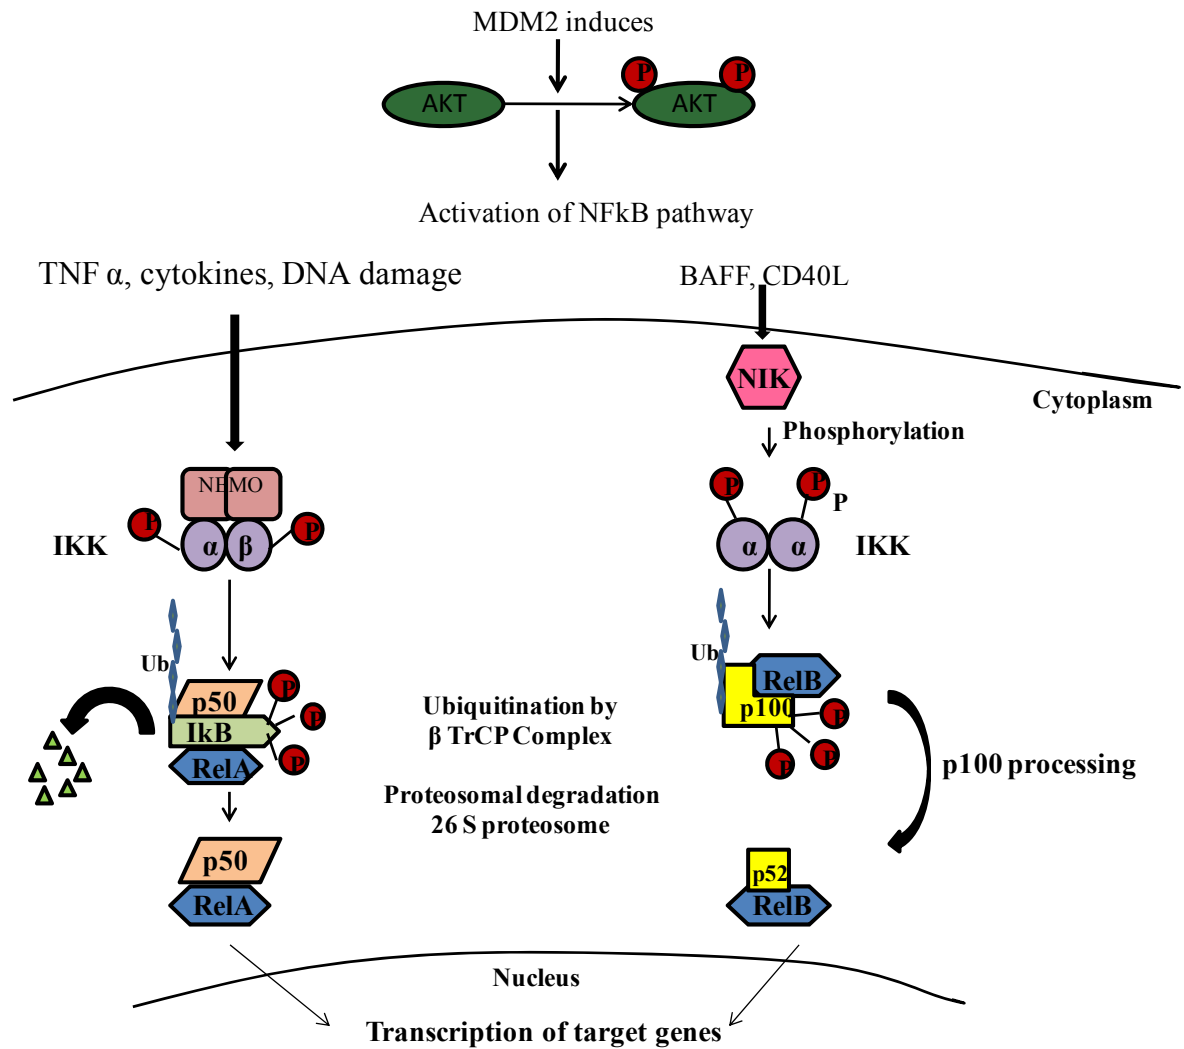 MDM2 induces
P
P
AKT
AKT
Activation of NFkB pathway
TNF α, cytokines, DNA damage
BAFF, CD40L
NIK
Cytoplasm
Phosphorylation
NEMO
P
P
P
P
P
IKK
α
β
α
α
IKK
Ub
Ub
p50
P
RelB
IkB
P
p100
P
RelA
P
P
P
Ubiquitination by
β TrCP Complex
p100 processing
Proteosomal degradation
26 S proteosome
p50
RelA
p52
RelB
Nucleus
Transcription of target genes